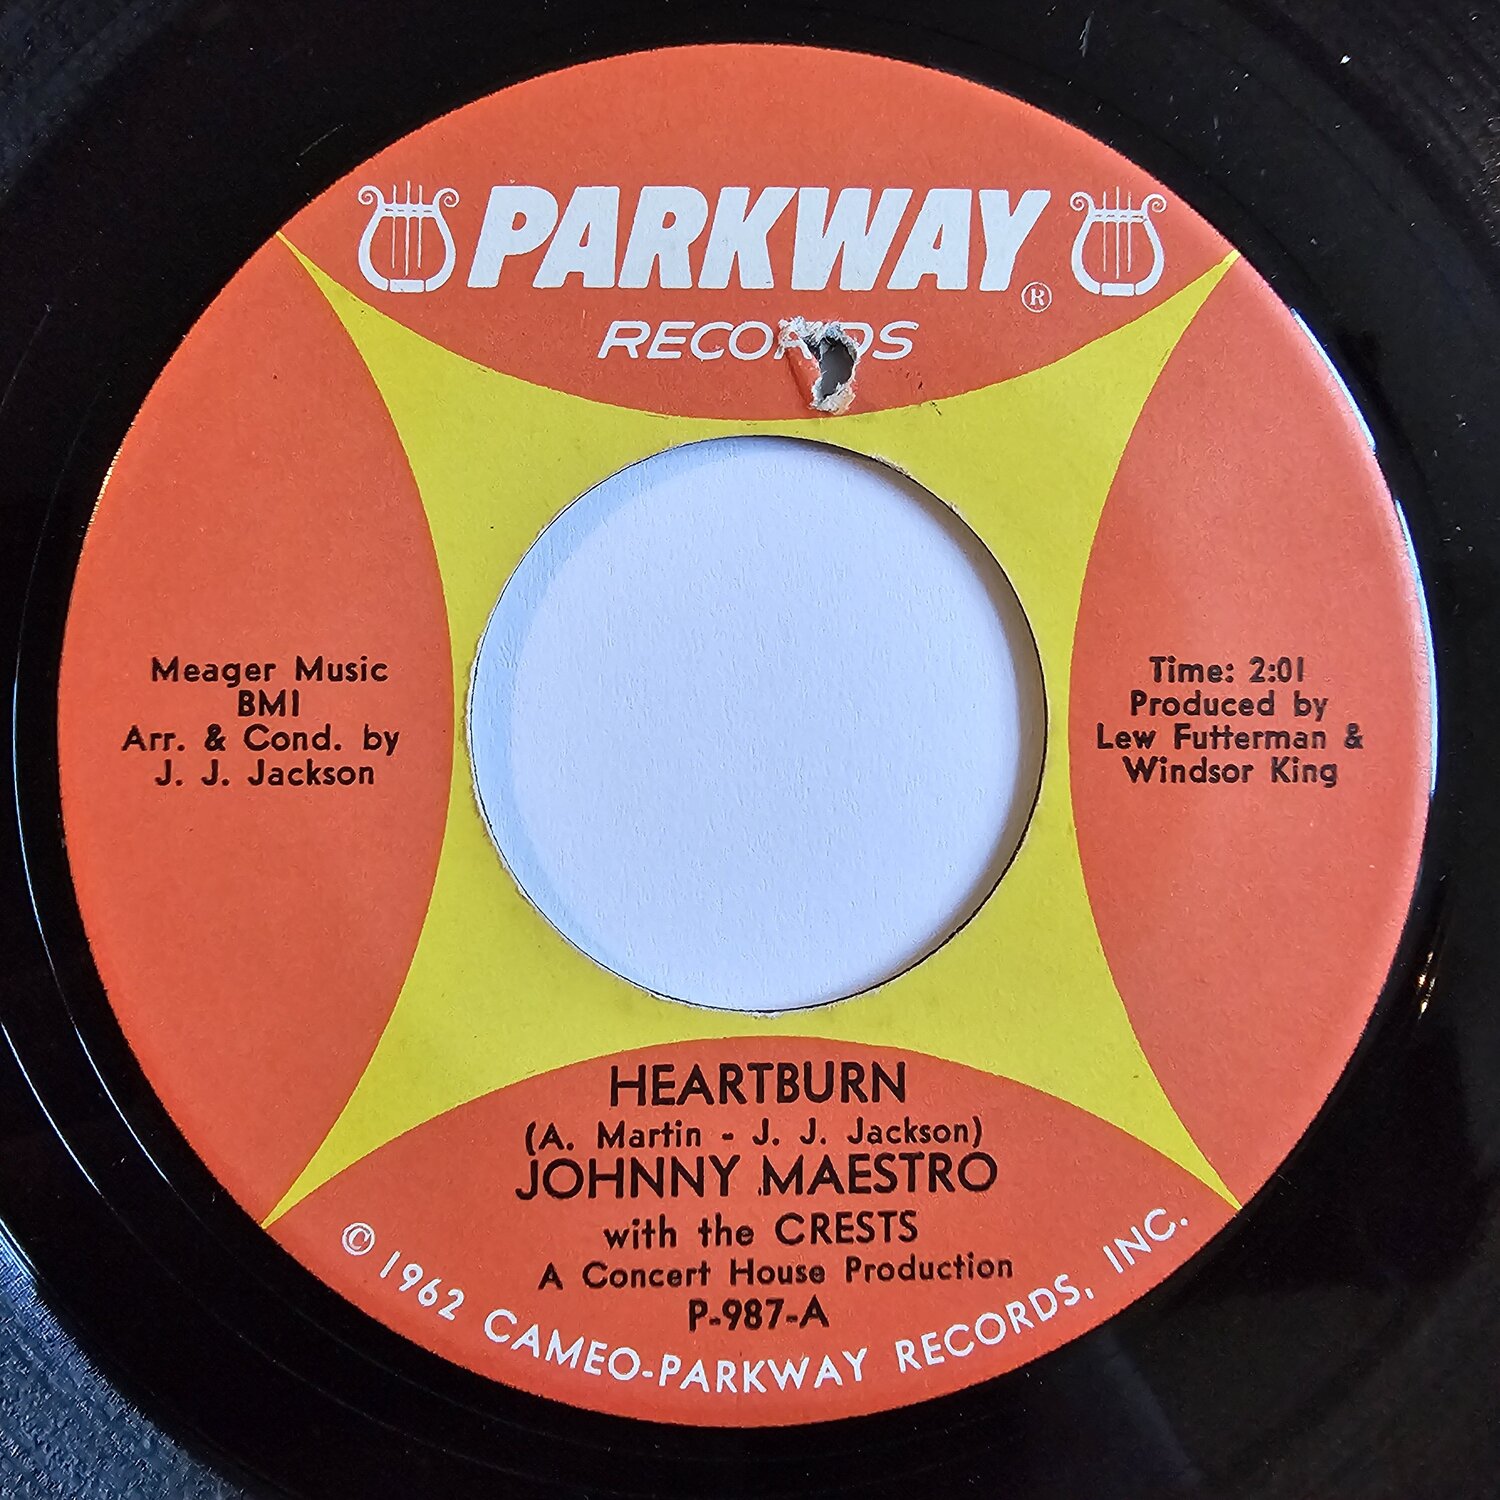 PARKWAY®
RECORDS
Meager Music
BMI
Arr. & Cond. by
J. J. Jackson
Time: 2:01
Produced by
Lew Futterman &
Windsor King
HEARTBURN
(A. Martin - J. J. Jackson)
JOHNNY MAESTRO
with the CRESTS
A Concert House Production
P-987-A
© 1962 CAMEO-PARKWAY RECORDS, INC.